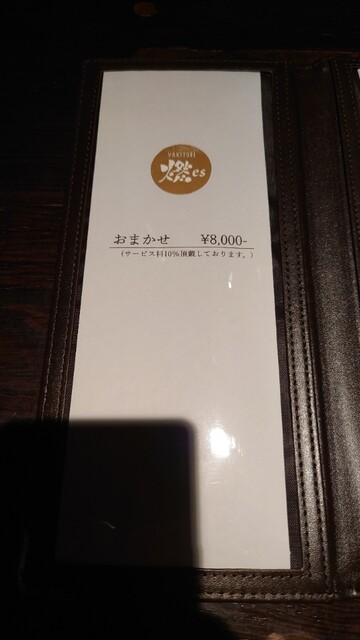 YAKITORI
燃es
おまかせ ¥8,000-
(サービス料10%頂戴しております。)